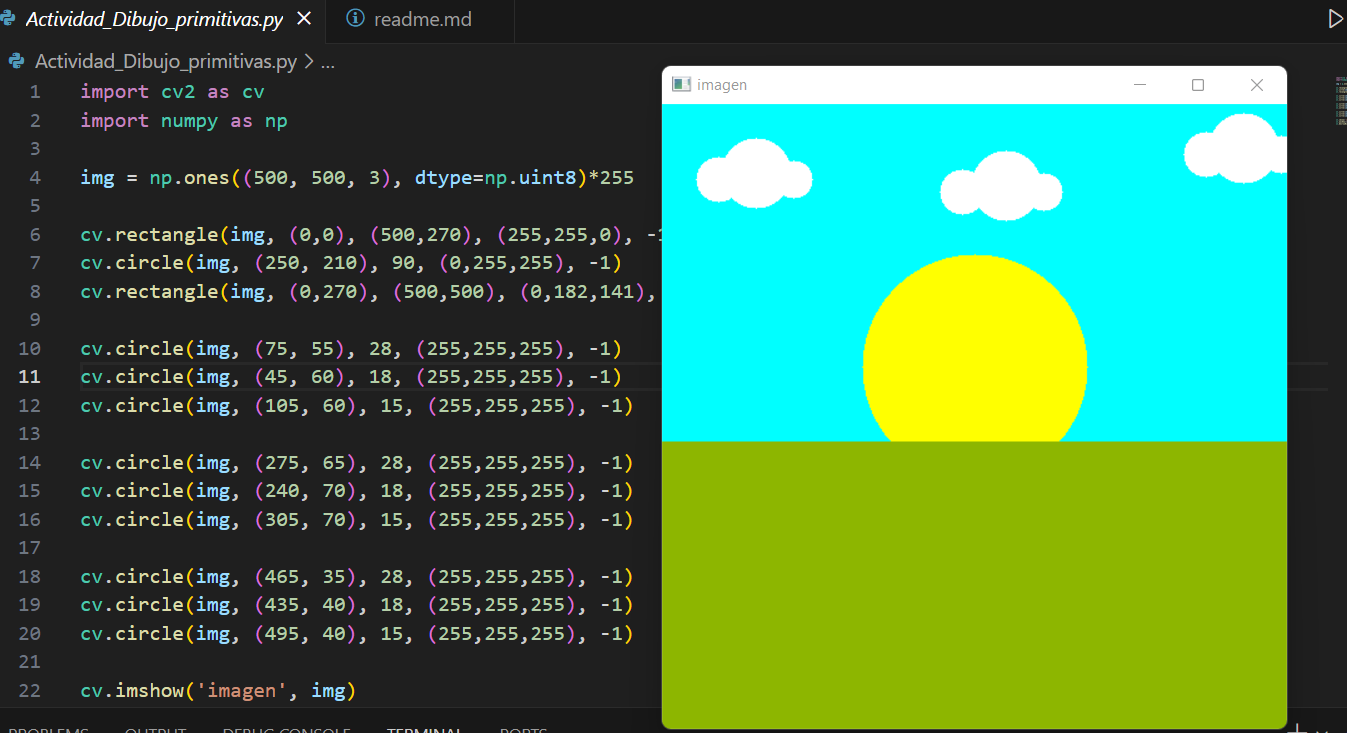 Actividad_Dibujo_primitivas.py
readme.md
Actividad_Dibujo_primitivas.py > ...
imagen
1 import cv2 as cv
2 import numpy as np
3
4 img = np.ones((500, 500, 3), dtype=np.uint8)*255
5
6 cv.rectangle(img, (0,0), (500,270), (255,255,0), -1
7 cv.circle(img, (250, 210), 90, (0,255,255), -1)
8 cv.rectangle(img, (0,270), (500,500), (0,182,141),
9
10 cv.circle(img, (75, 55), 28, (255,255,255), -1)
11 cv.circle(img, (45, 60), 18, (255,255,255), -1)
12 cv.circle(img, (105, 60), 15, (255,255,255), -1)
13
14 cv.circle(img, (275, 65), 28, (255,255,255), -1)
15 cv.circle(img, (240, 70), 18, (255,255,255), -1)
16 cv.circle(img, (305, 70), 15, (255,255,255), -1)
17
18 cv.circle(img, (465, 35), 28, (255,255,255), -1)
19 cv.circle(img, (435, 40), 18, (255,255,255), -1)
20 cv.circle(img, (495, 40), 15, (255,255,255), -1)
21
22 cv.imshow('imagen', img)
PROBLEMS OUTPUT DEBUG CONSOLE TERMINAL PORTS